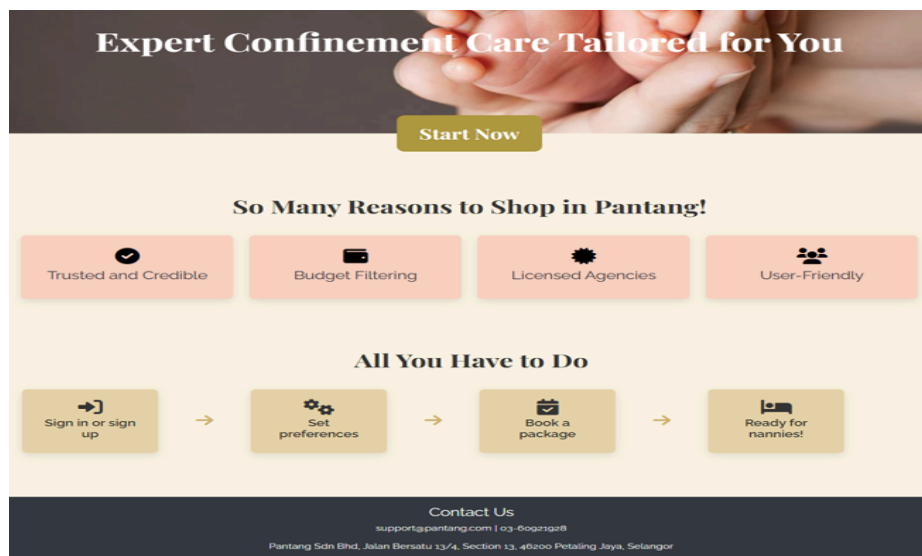 Expert Confinement Care Tailored for You
Start Now
So Many Reasons to Shop in Pantang!
Trusted and Credible
Budget Filtering
Licensed Agencies
User-Friendly
All You Have to Do
Sign in or sign
up
Set
preferences
Book a
package
Ready for
nannies!
Contact Us
support@pantang.com | 03-60921928
Pantang Sdn Bhd, Jalan Bersatu 13/4, Section 13, 46200 Petaling Jaya, Selangor